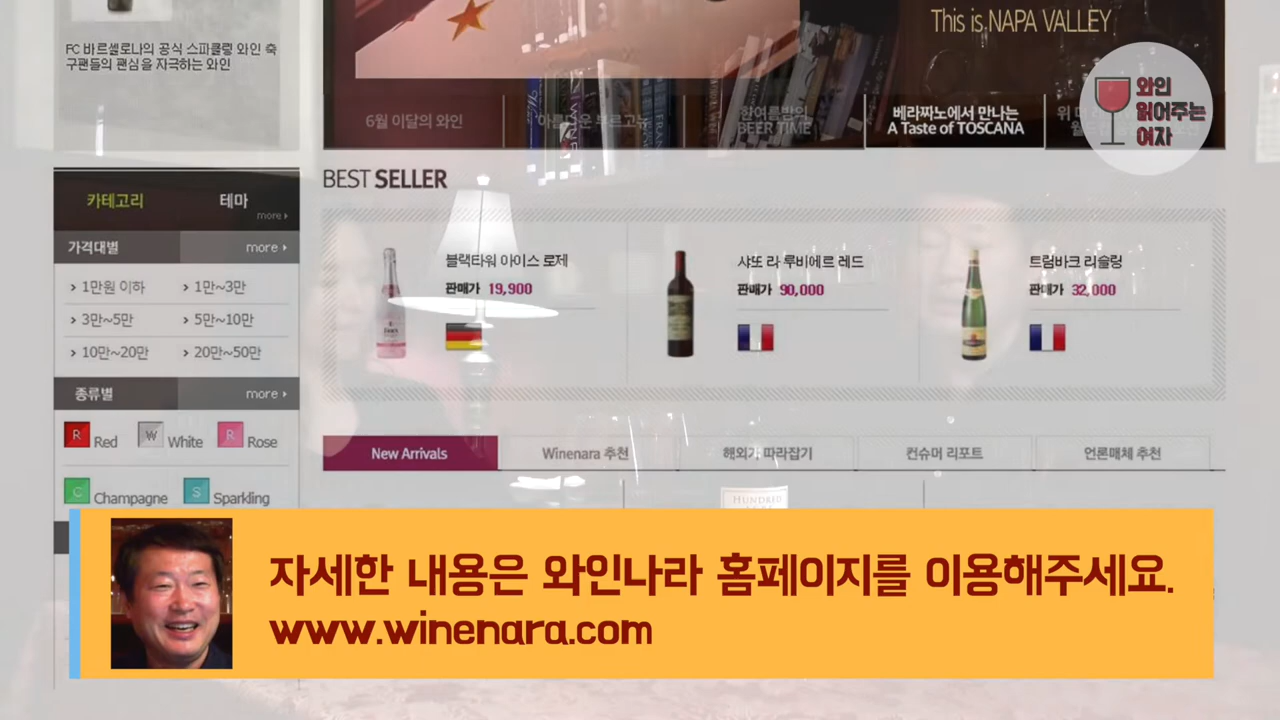 FC 바르셀로나의 공식 스파클링 와인 축
구팬들의 팬심을 자극하는 와인
This is NAPA VALLEY
와인
읽어주는
여자
6월 이달의 와인
한여름밤의
BEER TIME
베라짜노에서 만나는
A Taste of TOSCANA
BEST SELLER
카테고리 테마
more
가격대별 more
1만원 이하 1만~3만
3만~5만 5만~10만
10만~20만 20만~50만
종류별 more
R Red W White R Rose
C Champagne S Sparkling
블랙타워 아이스 로제
판매가 19,900
샤또 라 루비에르 레드
판매가 90,000
트럼바크 리슬링
판매가 32,000
New Arrivals Winenara 추천 해외가 따라잡기 컨슈머 리포트 언론매체 추천
HUNDRED
자세한 내용은 와인나라 홈페이지를 이용해주세요.
www.winenara.com